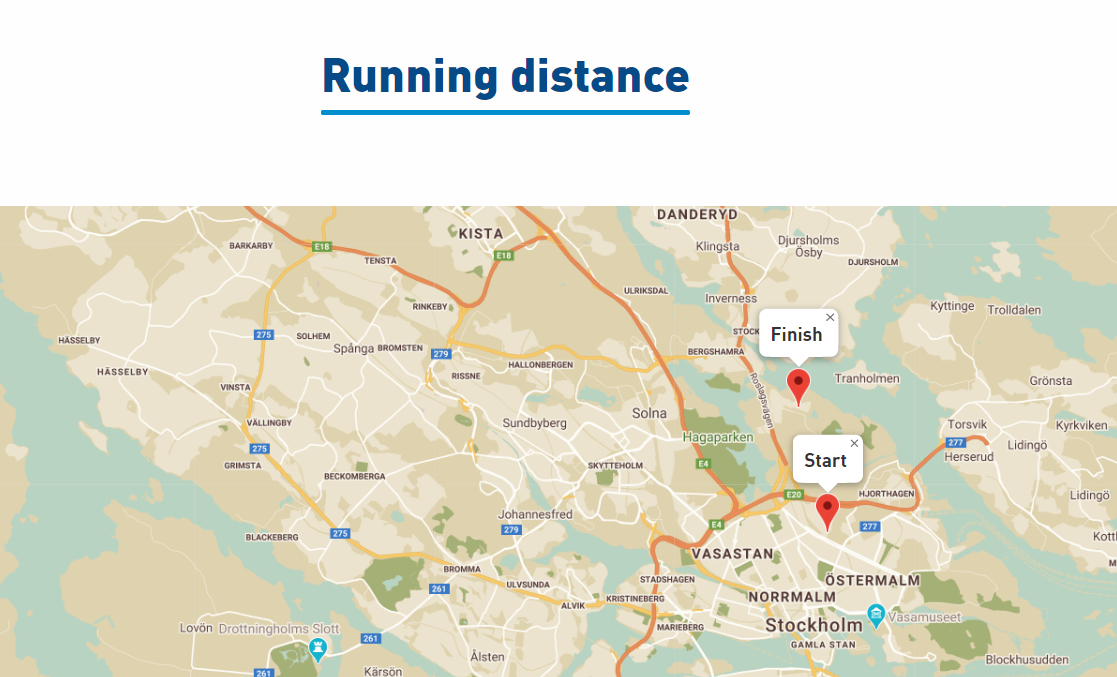 Running distance
DANDERYD
KISTA
Klingsta
Djursholms
Ösby
BARKARBY
E18
E18
TENSTA
DJURSHOLM
ULRIKSDAL
RINKEBY
Inverness
Kyttinge
Trolldalen
275
SOLHEM
STOCK
Finish
HÄSSELBY
Spånga
BROMSTEN
279
BERGSHAMRA
HALLONBERGEN
HÄSSELBY
RISSNE
Roslagsvägen
Tranholmen
Grönsta
VINSTA
Solna
VÄLLINGBY
Sundbyberg
Torsvik
Kyrkviken
Hagaparken
275
277
Lidingö
Herserud
GRIMSTA
SKYTTEHOLM
E4
Start
BECKOMBERGA
E20
HJORTHAGEN
Lidingö
Johannesfred
279
E4
277
BLACKEBERG
275
Kott
VASASTAN
BROMMA
M
STADSHAGEN
ÖSTERMALM
261
ULVSUNDA
NORRMALM
ALVIK
KRISTINEBERG
Vasamuseet
Lovön
Drottningholms Slott
MARIEBERG
Stockholm
261
GAMLA STAN
Ålsten
Blockhusudden
261
Kärsön